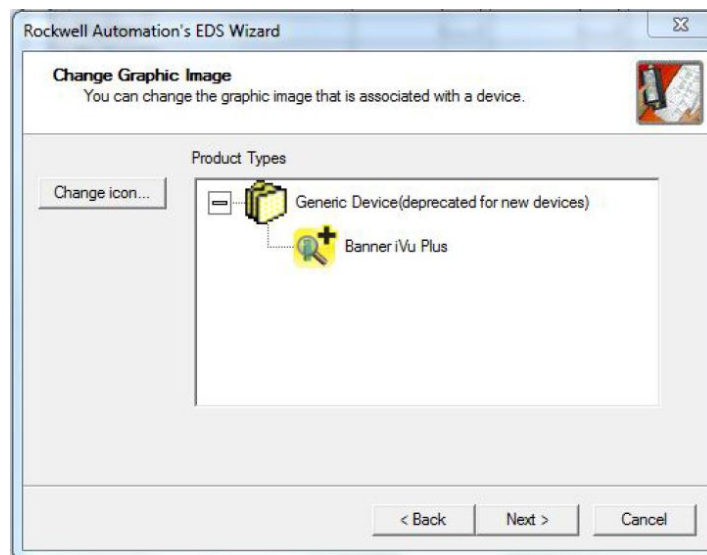 Rockwell Automation's EDS Wizard
Change Graphic Image
You can change the graphic image that is associated with a device.
Product Types
Change icon...
Generic Device(deprecated for new devices)
Banner iVu Plus
< Back
Next >
Cancel